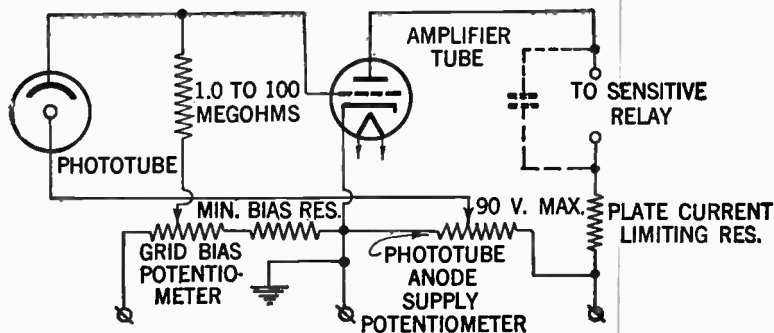 AMPLIFIER
TUBE
1.0 TO 100
MEGOHMS
TO SENSITIVE
RELAY
PHOTOTUBE
MIN. BIAS RES.
90 V. MAX.
PLATE CURRENT
LIMITING RES.
GRID BIAS
POTENTIO-
METER
PHOTOTUBE
ANODE
SUPPLY
POTENTIOMETER